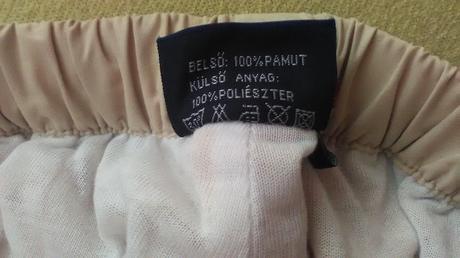 BELSŐ: 100%PAMUT
KÜLSŐ ANYAG:
100%POLIÉSZTER